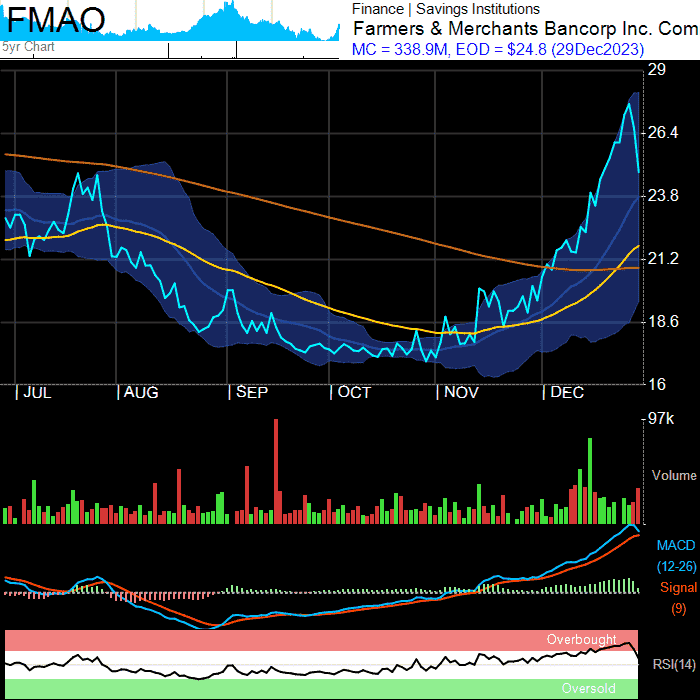 FMAO
5yr Chart
Finance | Savings Institutions
Farmers & Merchants Bancorp Inc. Com
MC = 338.9M, EOD = $24.8 (29Dec2023)
29
26.4
23.8
21.2
18.6
16
| JUL | AUG | SEP | OCT | NOV | DEC
97k
Volume
MACD
(12-26)
Signal
(9)
Overbought
RSI(14)
Oversold